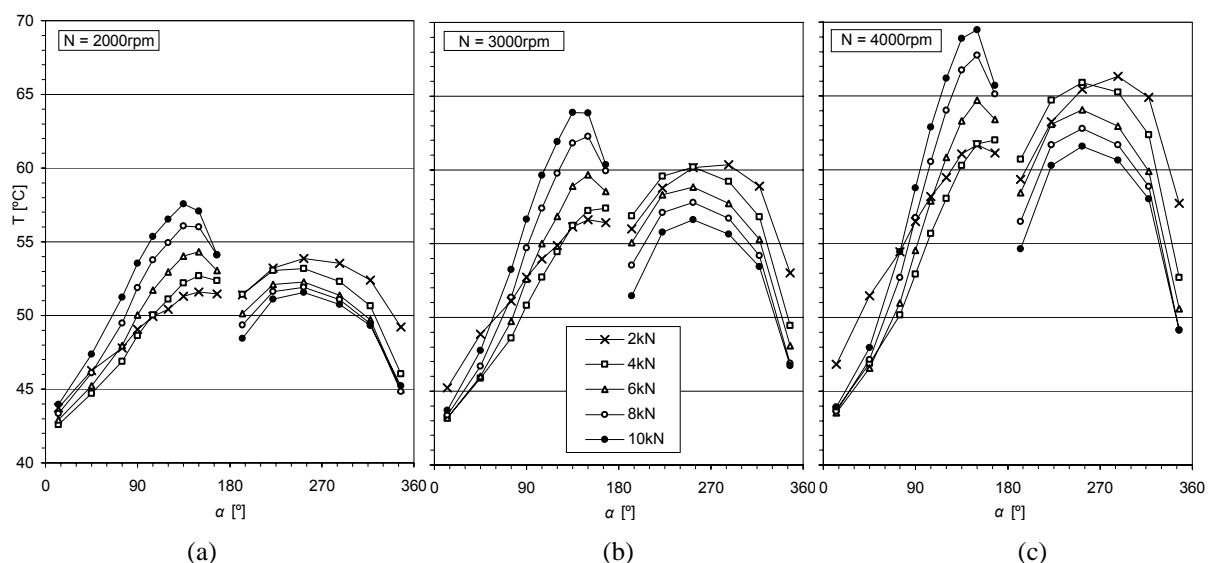 N = 2000rpm
70
65
60
55
50
45
40
T [ºC]
0
90
180
270
360
α [º]
(a)
N = 3000rpm
2kN
4kN
6kN
8kN
10kN
0
90
180
270
360
α [º]
(b)
N = 4000rpm
0
90
180
270
360
α [º]
(c)